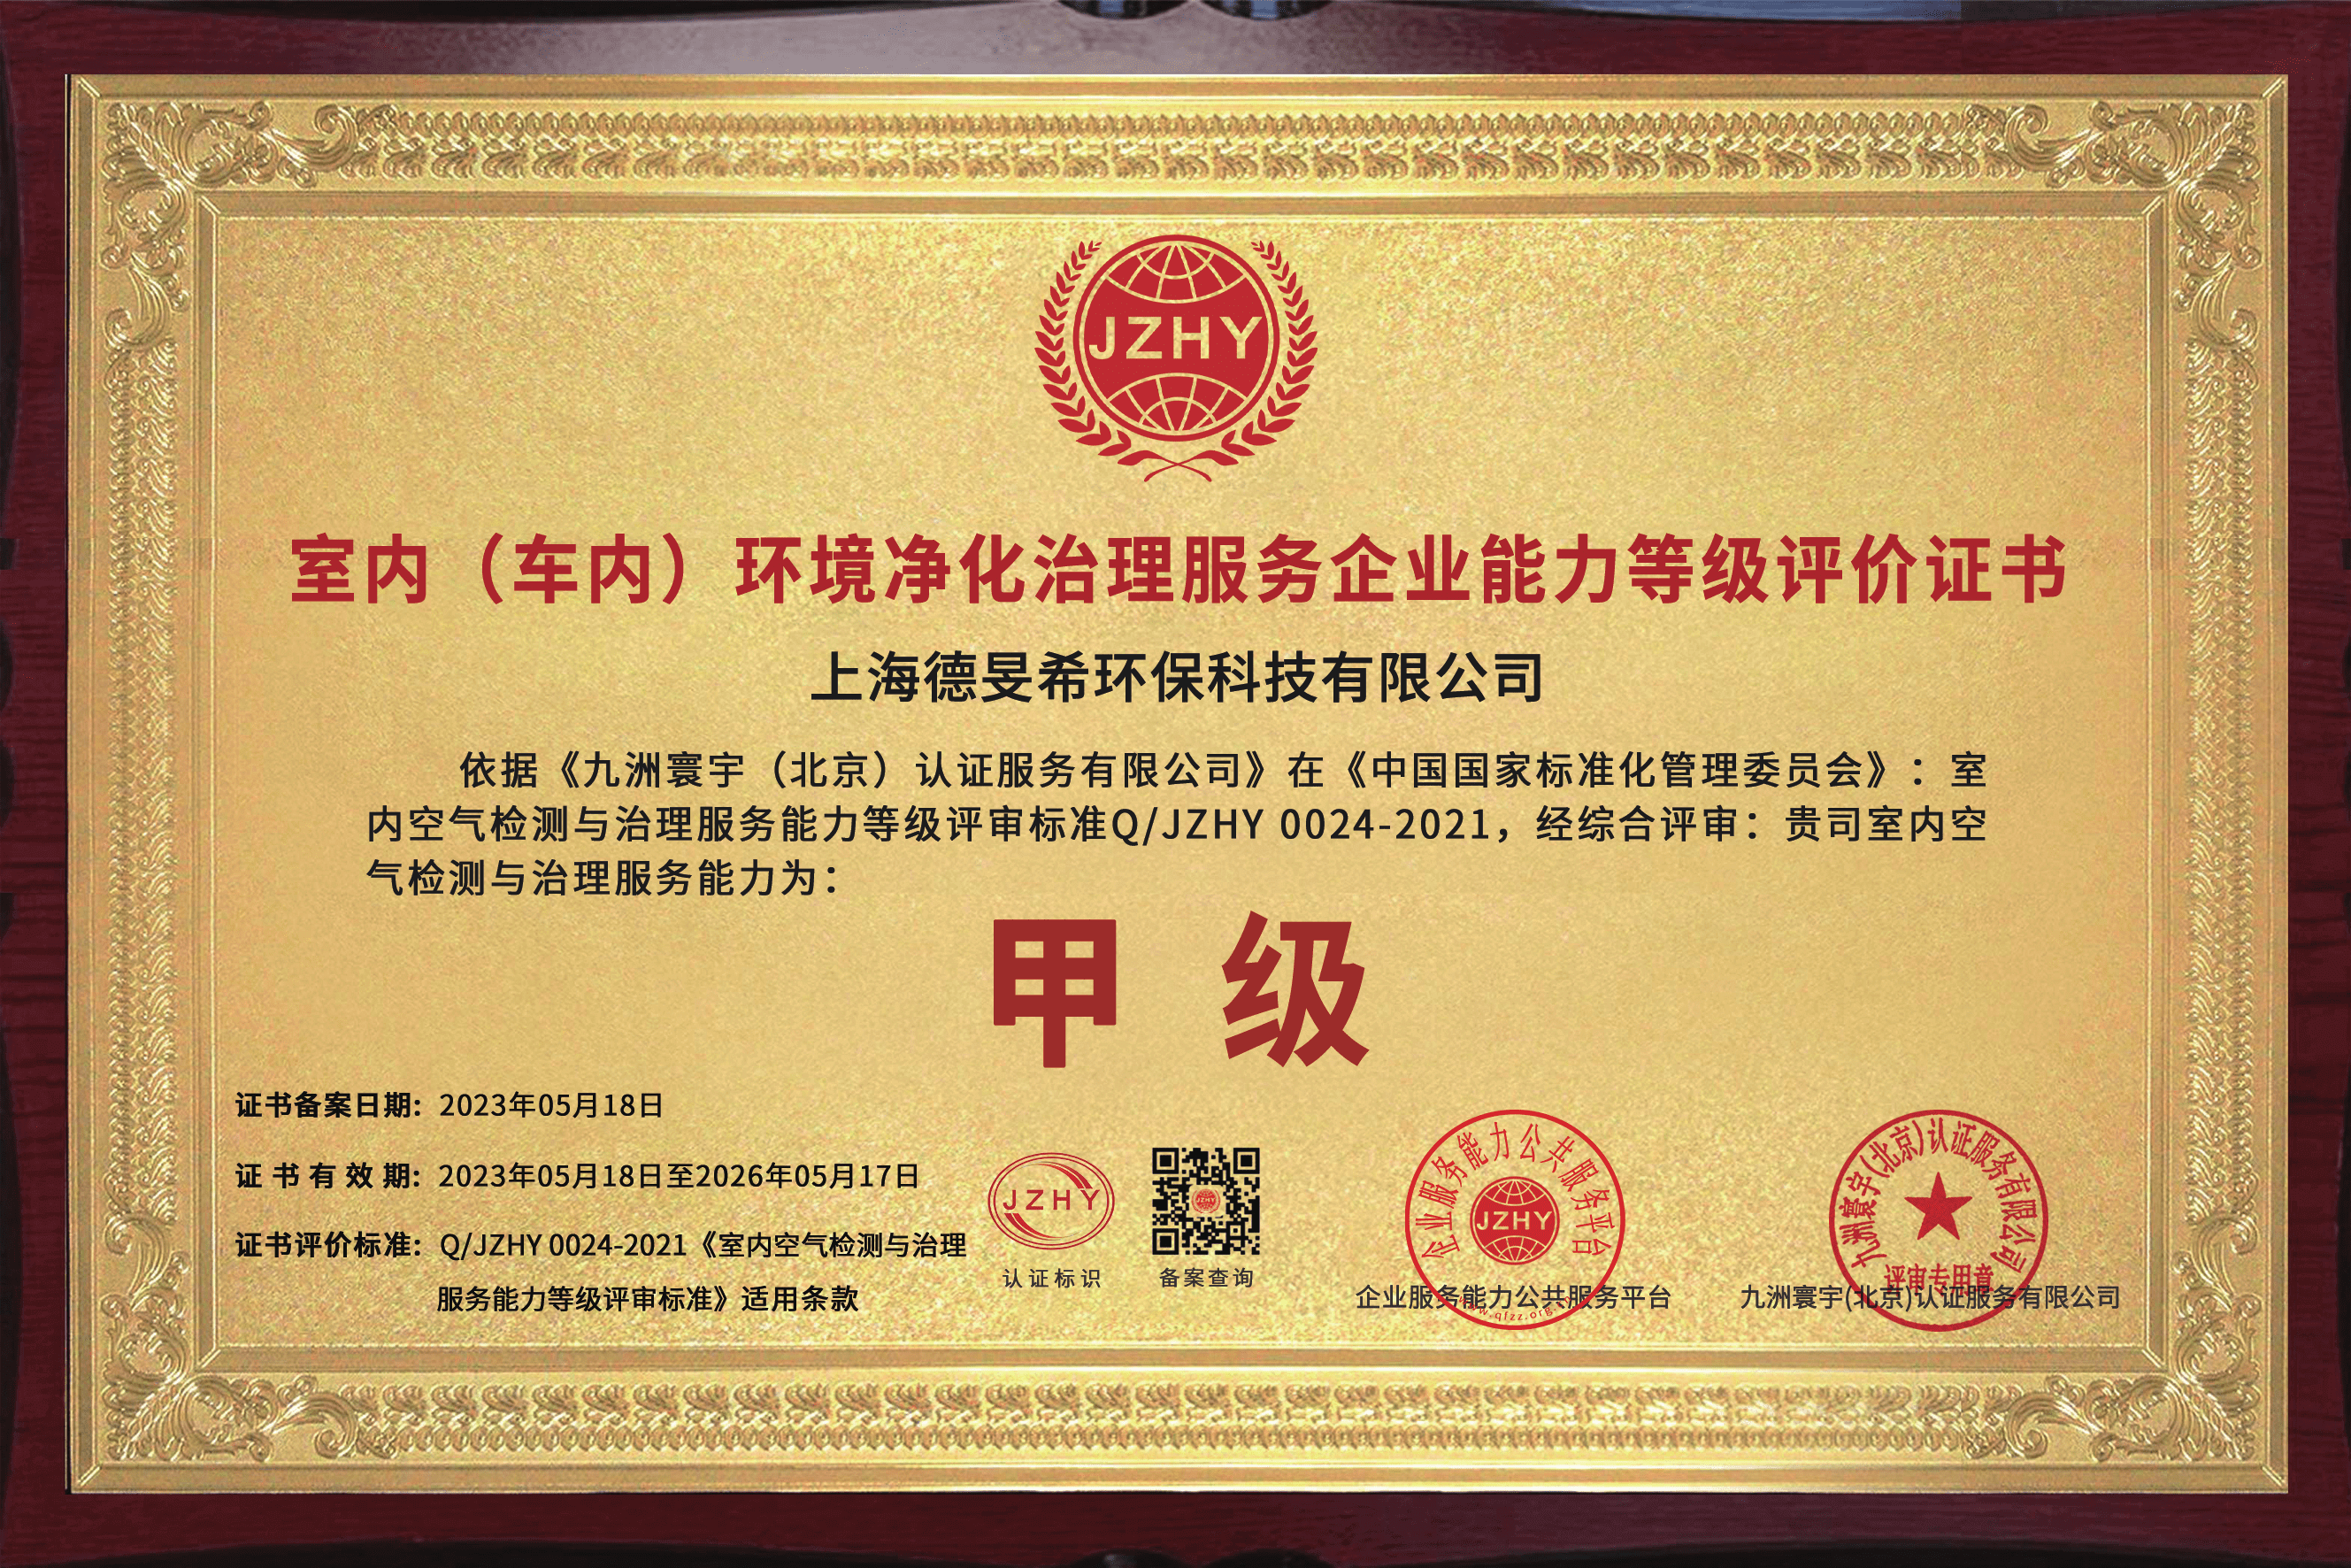 JZHY
室内（车内）环境净化治理服务企业能力等级评价证书
上海德旻希环保科技有限公司
依据《九洲寰宇（北京）认证服务有限公司》在《中国国家标准化管理委员会》：室
内空气检测与治理服务能力等级评审标准Q/JZHY 0024-2021，经综合评审：贵司室内空
气检测与治理服务能力为：
甲 级
证书备案日期：2023年05月18日
证 书 有 效 期：2023年05月18日至2026年05月17日
证书评价标准：Q/JZHY 0024-2021《室内空气检测与治理
服务能力等级评审标准》适用条款
JZHY
认证标识
JZHY
备案查询
企业服务能力公共服务平台
JZHY
企业服务能力公共服务平台
九洲寰宇(北京)认证服务有限公司
评审专用章
九洲寰宇(北京)认证服务有限公司